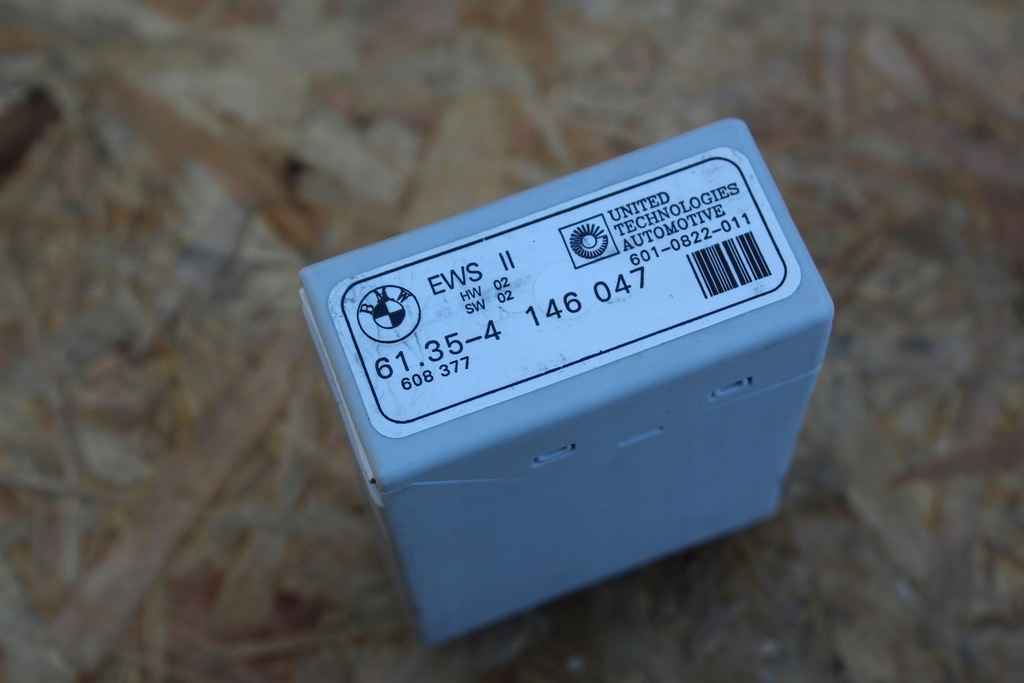 BMW
EWS II
HW 02
SW 02
61.35-4 146 047
608 377
UNITED
TECHNOLOGIES
AUTOMOTIVE
601-0822-011